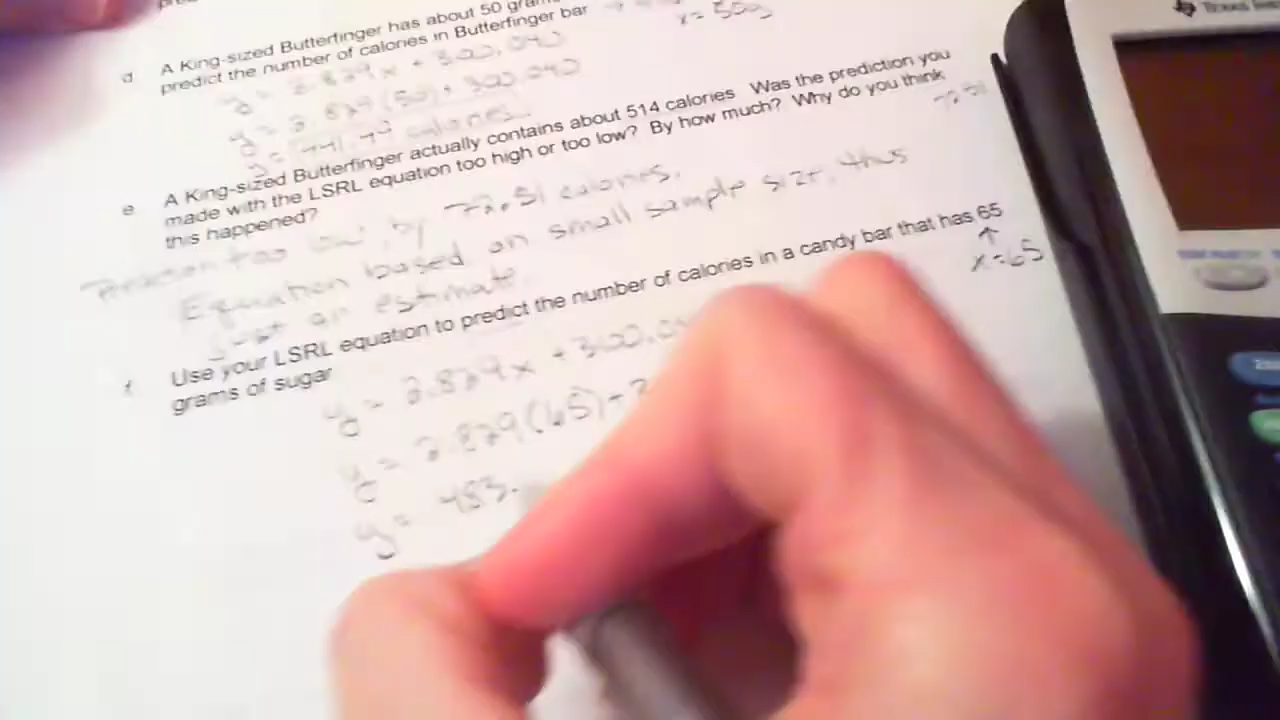 d A King-sized Butterfinger has about 50
x=50g
predict the number of calories in Butterfinger bar
y = 2.829x + 300.040
y = 2.829(50) + 300.040
y = 441.49 calories.
e A King-sized Butterfinger actually contains about 514 calories Was the prediction you
made with the LSRL equation too high or too low? By how much? Why do you think
this happened?
-72.51
too low, by -72.51 calories.
Equation based on small sample size, thus
just an estimate.
f Use your LSRL equation to predict the number of calories in a candy bar that has 65
grams of sugar
x=65
y = 2.829x + 300.0
y = 2.829(65) +
y = 483.